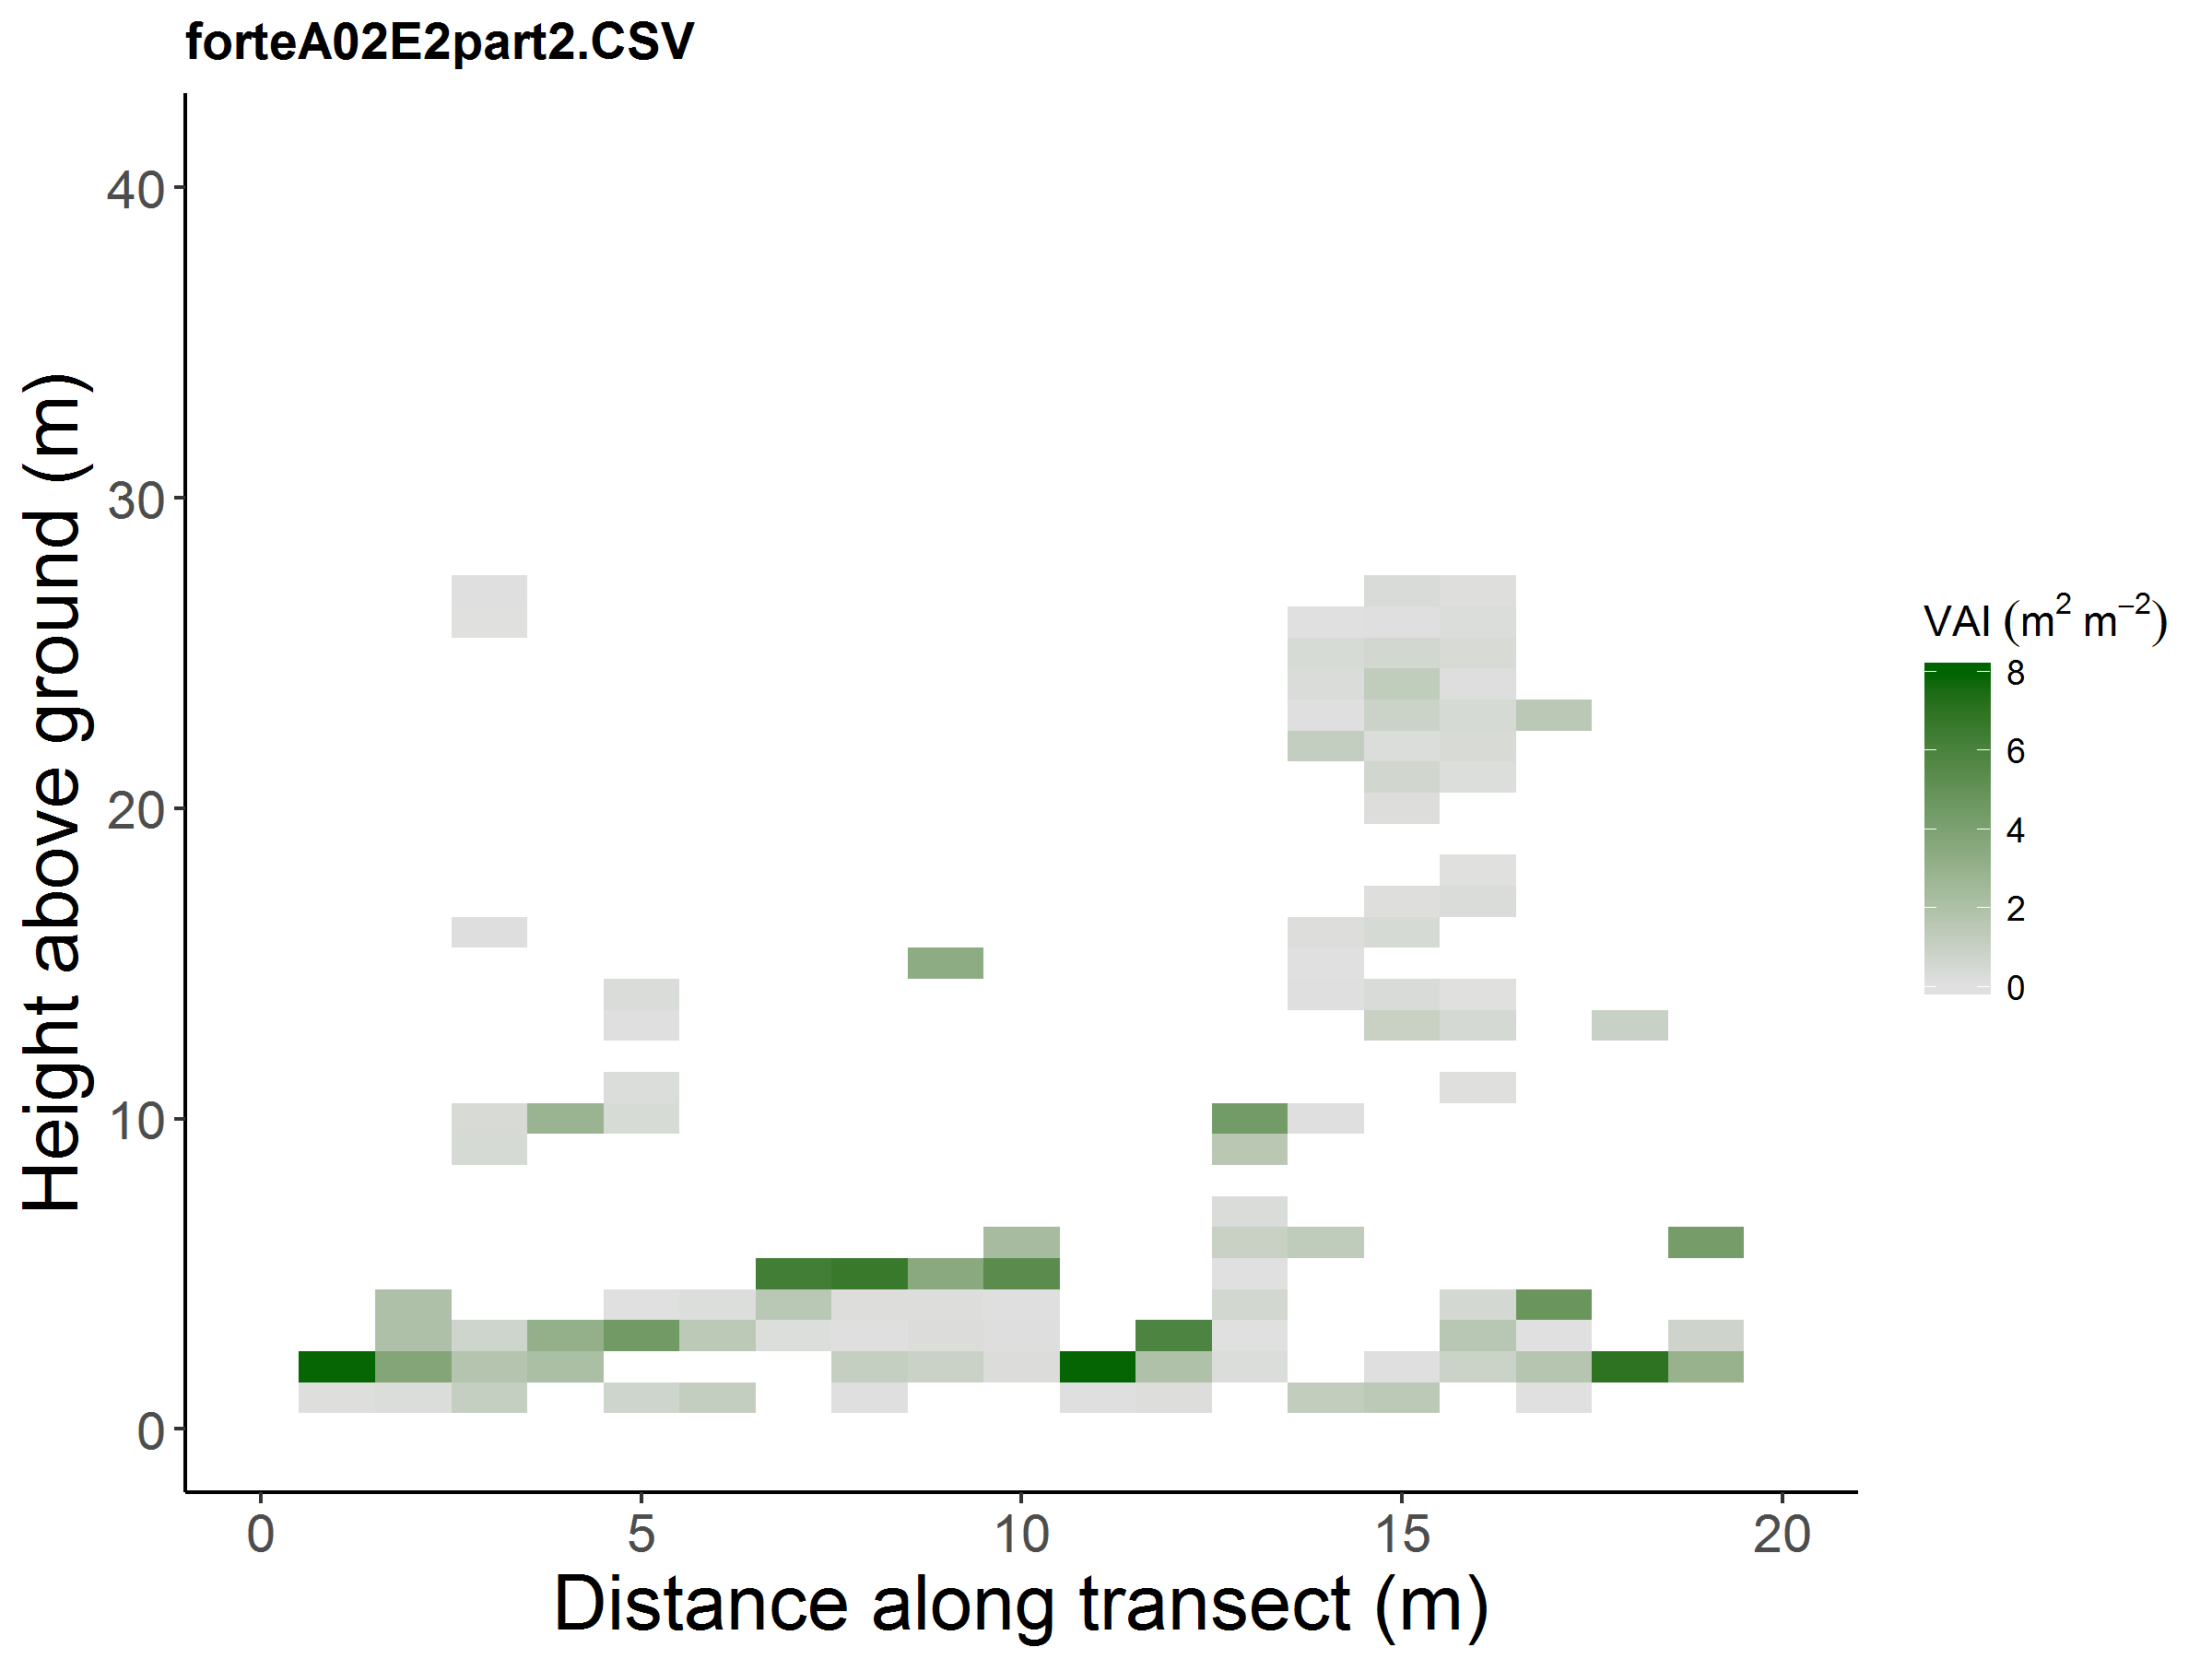 forteA02E2part2.CSV
Height above ground (m)
40
30
20
10
0
0 5 10 15 20
Distance along transect (m)
VAI (m² m⁻²)
8
6
4
2
0